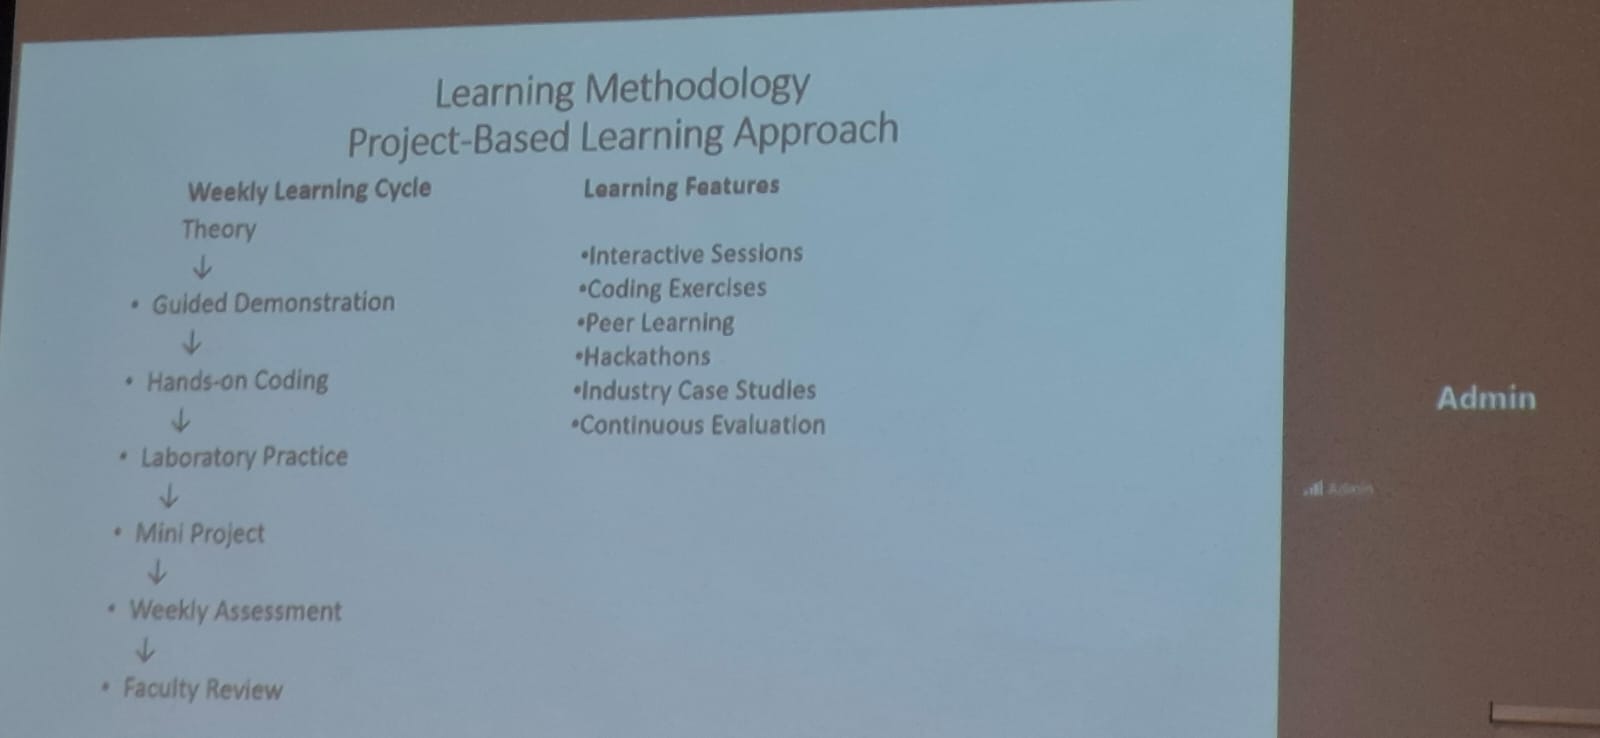 Learning Methodology
Project-Based Learning Approach
Weekly Learning Cycle
Theory
↓
• Guided Demonstration
↓
• Hands-on Coding
↓
• Laboratory Practice
↓
• Mini Project
↓
• Weekly Assessment
↓
• Faculty Review
Learning Features
•Interactive Sessions
•Coding Exercises
•Peer Learning
•Hackathons
•Industry Case Studies
•Continuous Evaluation
Admin
Admin